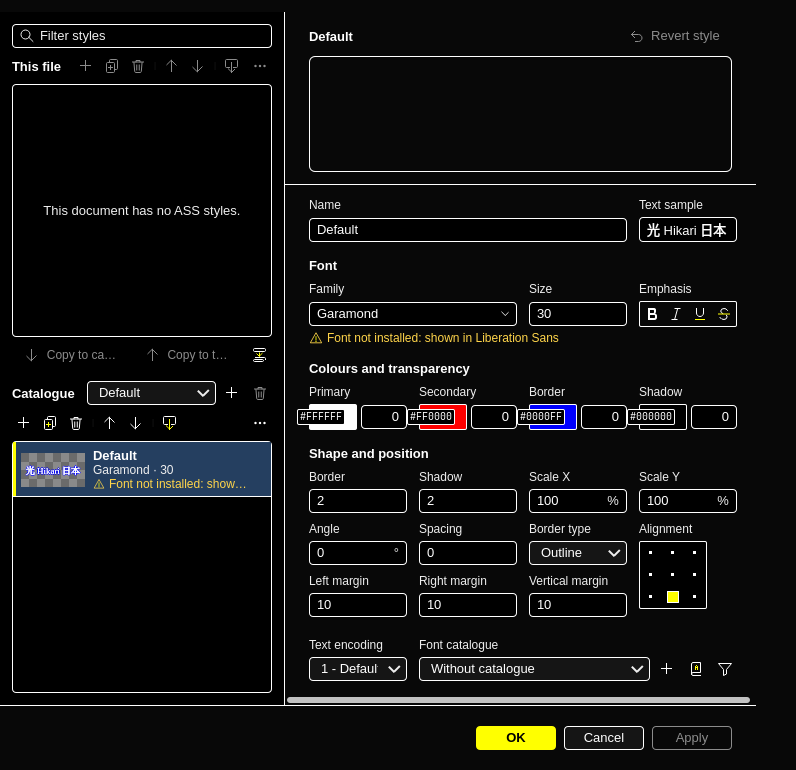 Filter styles
This file
This document has no ASS styles.
Copy to ca…
Copy to t…
Catalogue
Default
光 Hikari 日本
Default
Garamond · 30
Font not installed: show…
Default
Revert style
Name
Text sample
Default
光 Hikari 日本
Font
Family
Size
Emphasis
Garamond
30
B I U S
Font not installed: shown in Liberation Sans
Colours and transparency
Primary
Secondary
Border
Shadow
#FFFFFF
0
#FF0000
0
#0000FF
0
#000000
0
Shape and position
Border
Shadow
Scale X
Scale Y
2
2
100 %
100 %
Angle
Spacing
Border type
Alignment
0 °
0
Outline
Left margin
Right margin
Vertical margin
10
10
10
Text encoding
Font catalogue
1 - Defaul
Without catalogue
OK
Cancel
Apply